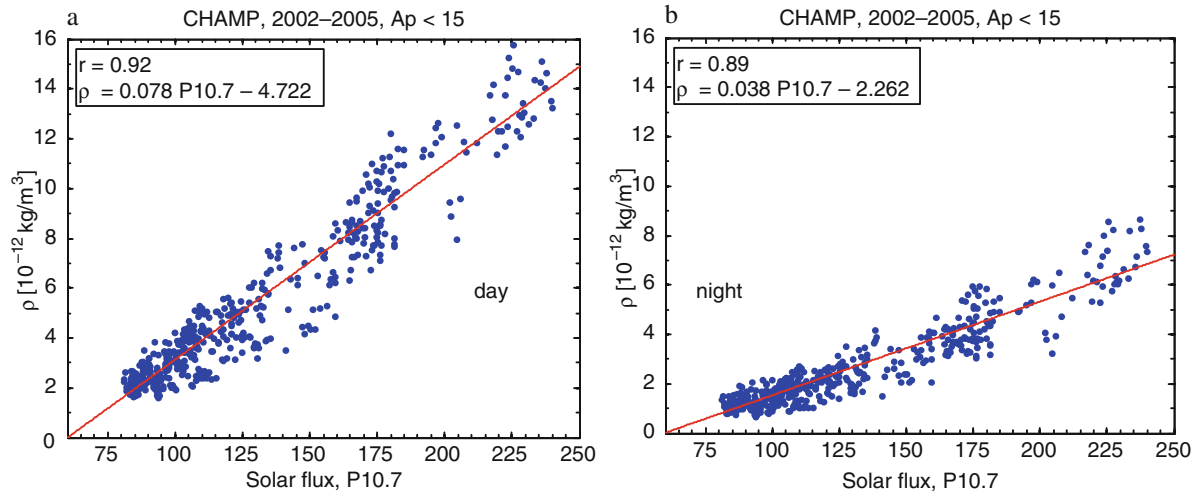 a
CHAMP, 2002–2005, Ap < 15
16
14
12
10
8
6
4
2
0
ρ [10⁻¹² kg/m³]
r = 0.92
ρ = 0.078 P10.7 – 4.722
day
75 100 125 150 175 200 225 250
Solar flux, P10.7
b
CHAMP, 2002–2005, Ap < 15
16
14
12
10
8
6
4
2
0
ρ [10⁻¹² kg/m³]
r = 0.89
ρ = 0.038 P10.7 – 2.262
night
75 100 125 150 175 200 225 250
Solar flux, P10.7